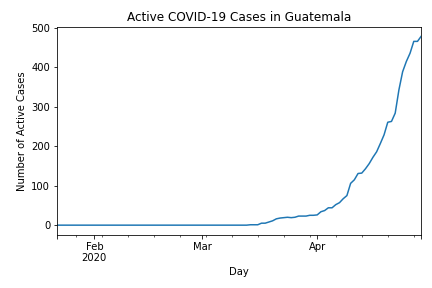 Active COVID-19 Cases in Guatemala
500
400
300
200
100
0
Number of Active Cases
Feb
2020
Mar
Apr
Day